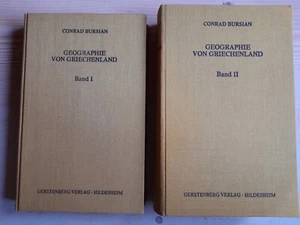 CONRAD BURSIAN
GEOGRAPHIE
VON GRIECHENLAND
Band I
GERSTENBERG VERLAG - HILDESHEIM
CONRAD BURSIAN
GEOGRAPHIE
VON GRIECHENLAND
Band II
GERSTENBERG VERLAG - HILDESHEIM